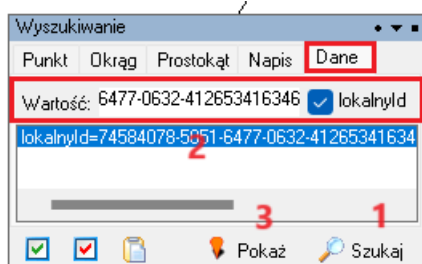 Wyszukiwanie
Punkt Okrąg Prostokąt Napis Dane
Wartość: 6477-0632-412653416346 lokalnyId
lokalnyId=74584078-5851-6477-0632-41265341634
2
3 1
Pokaż Szukaj